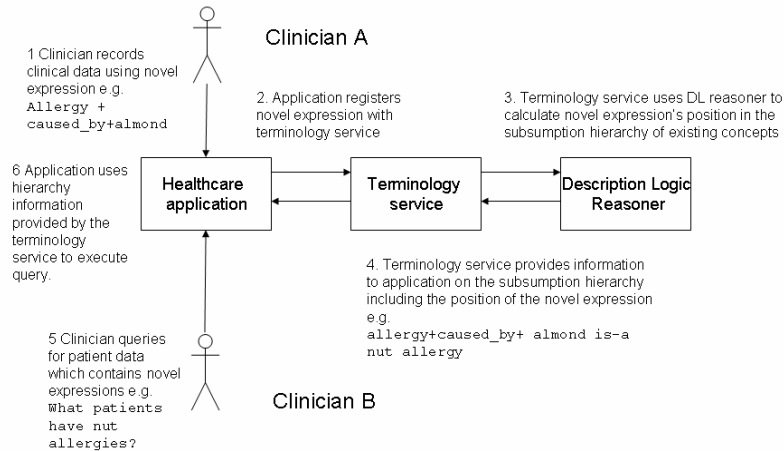 Clinician A
1 Clinician records
clinical data using novel
expression e.g.
Allergy +
caused_by+almond
2. Application registers
novel expression with
terminology service
3. Terminology service uses DL reasoner to
calculate novel expression's position in the
subsumption hierarchy of existing concepts
6 Application uses
hierarchy
information
provided by the
terminology
service to execute
query.
Healthcare
application
Terminology
service
Description Logic
Reasoner
4. Terminology service provides information
to application on the subsumption hierarchy
including the position of the novel expression
e.g.
allergy+caused_by+ almond is-a
nut allergy
5 Clinician queries
for patient data
which contains novel
expressions e.g.
What patients
have nut
allergies?
Clinician B